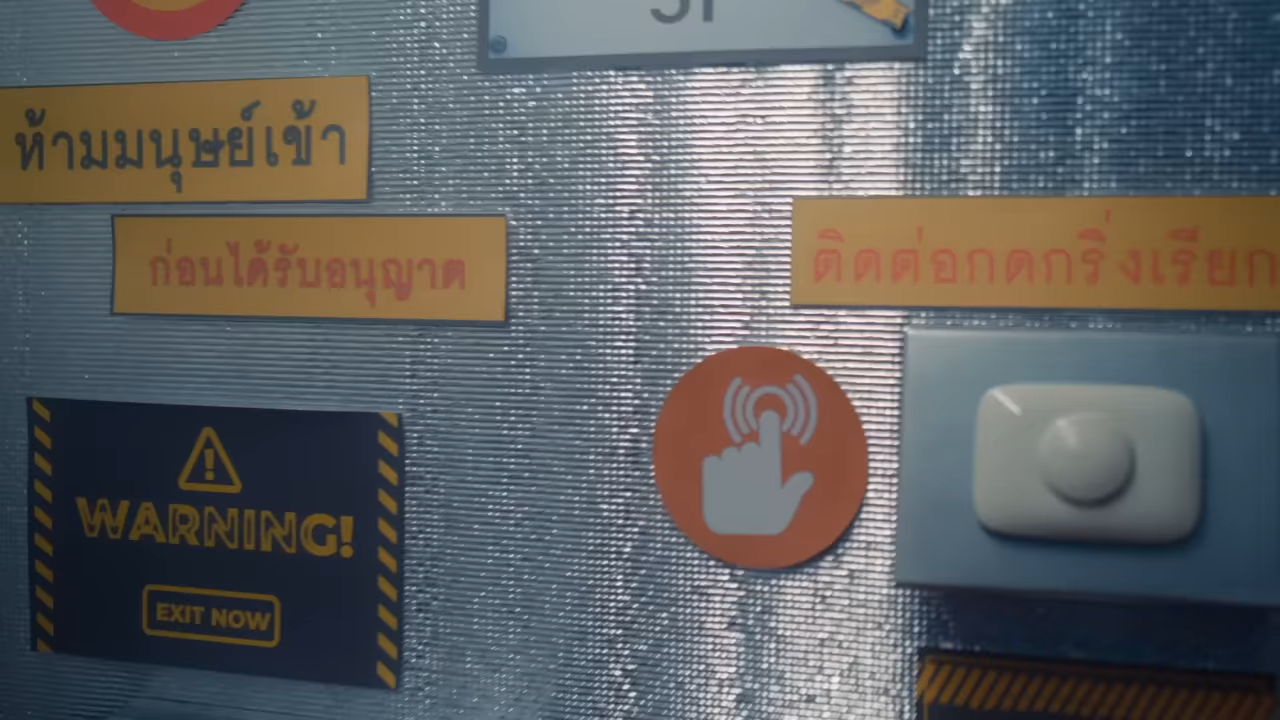 ห้ามมนุษย์เข้า
ก่อนได้รับอนุญาต
ติดต่อกดกริ่งเรียก
WARNING!
EXIT NOW